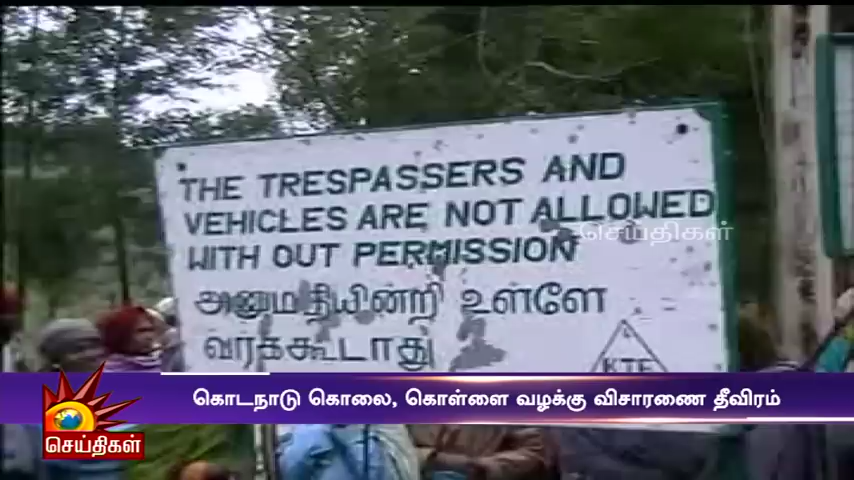 THE TRESPASSERS AND
VEHICLES ARE NOT ALLOWED
WITH OUT PERMISSION
செய்திகள்
அனுமதியின்றி உள்ளே
வரக்கூடாது
KTE
கொடநாடு கொலை, கொள்ளை வழக்கு விசாரணை தீவிரம்
செய்திகள்